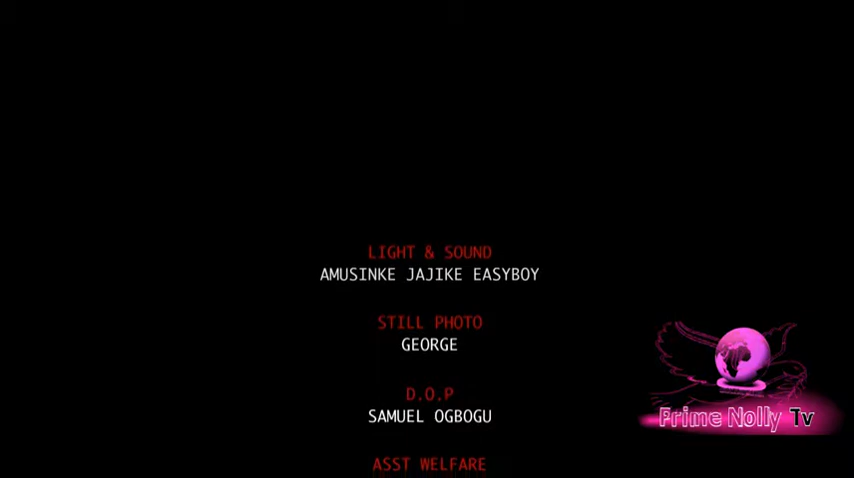 LIGHT & SOUND
AMUSINKE JAJIKE EASYBOY
STILL PHOTO
GEORGE
D.O.P
SAMUEL OGBOGU
ASST WELFARE
Prime Nolly Tv